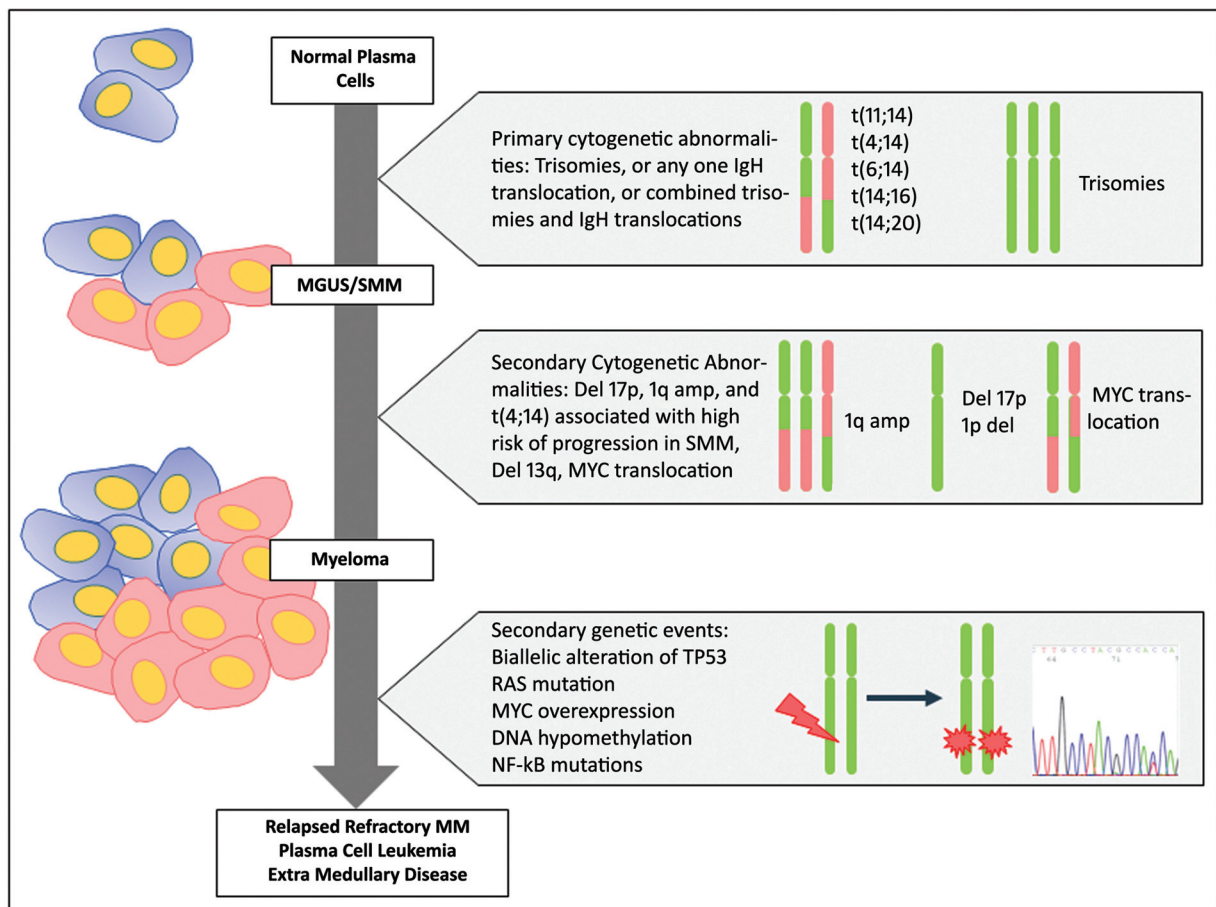 Normal Plasma
Cells
Primary cytogenetic abnormali-
ties: Trisomies, or any one IgH
translocation, or combined triso-
mies and IgH translocations
t(11;14)
t(4;14)
t(6;14)
t(14;16)
t(14;20)
Trisomies
MGUS/SMM
Secondary Cytogenetic Abnor-
malities: Del 17p, 1q amp, and
t(4;14) associated with high
risk of progression in SMM,
Del 13q, MYC translocation
1q amp
Del 17p
1p del
MYC trans-
location
Myeloma
Secondary genetic events:
Biallelic alteration of TP53
RAS mutation
MYC overexpression
DNA hypomethylation
NF-kB mutations
T T G C C T A C G C C A C C A
71
Relapsed Refractory MM
Plasma Cell Leukemia
Extra Medullary Disease